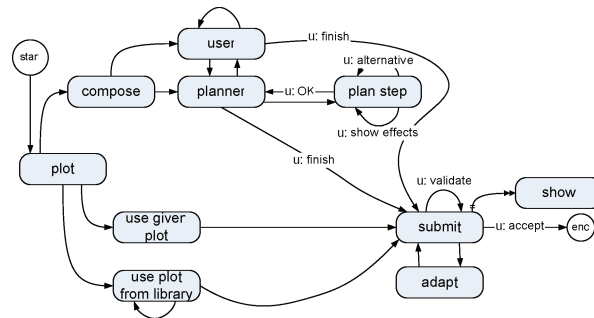 user
u: finish
start
u: alternative
compose
planner
u: OK
plan step
u: show effects
u: finish
plot
u: validate
show
use giver
plot
submit
u: accept
enc
use plot
from library
adapt